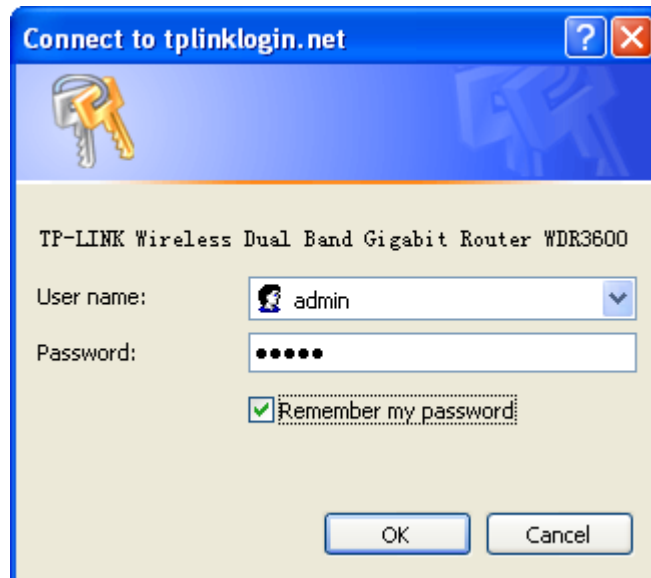 Connect to tplinklogin.net
TP-LINK Wireless Dual Band Gigabit Router WDR3600
User name:
admin
Password:
•••••
Remember my password
OK
Cancel